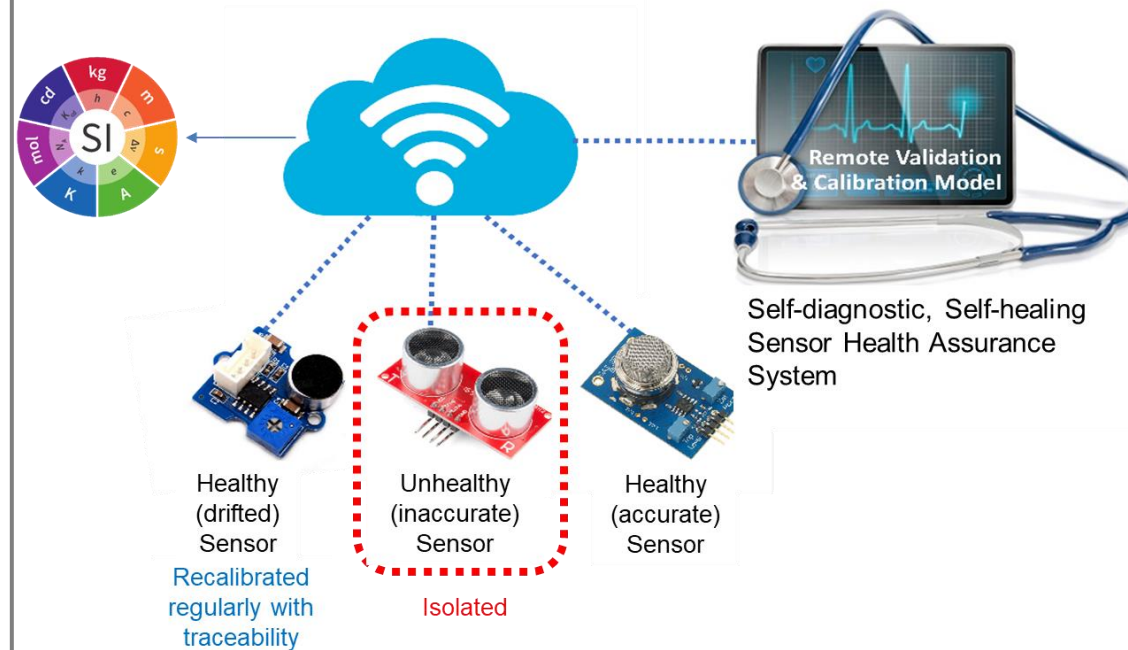 kg
m
s
A
K
mol
cd
h
c
Δν
e
k
SI
Remote Validation
& Calibration Model
Self-diagnostic, Self-healing
Sensor Health Assurance
System
T
R
Healthy
(drifted)
Sensor
Unhealthy
(inaccurate)
Sensor
Healthy
(accurate)
Sensor
Recalibrated
regularly with
traceability
Isolated